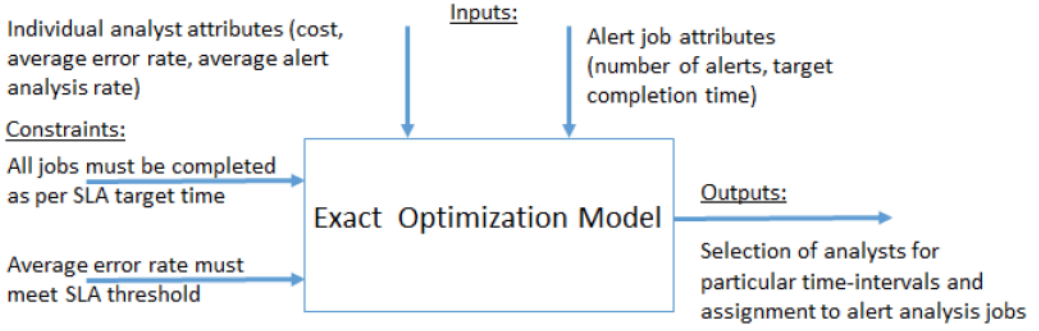 Inputs:
Individual analyst attributes (cost,
average error rate, average alert
analysis rate)
Alert job attributes
(number of alerts, target
completion time)
Constraints:
All jobs must be completed
as per SLA target time
Average error rate must
meet SLA threshold
Exact Optimization Model
Outputs:
Selection of analysts for
particular time-intervals and
assignment to alert analysis jobs